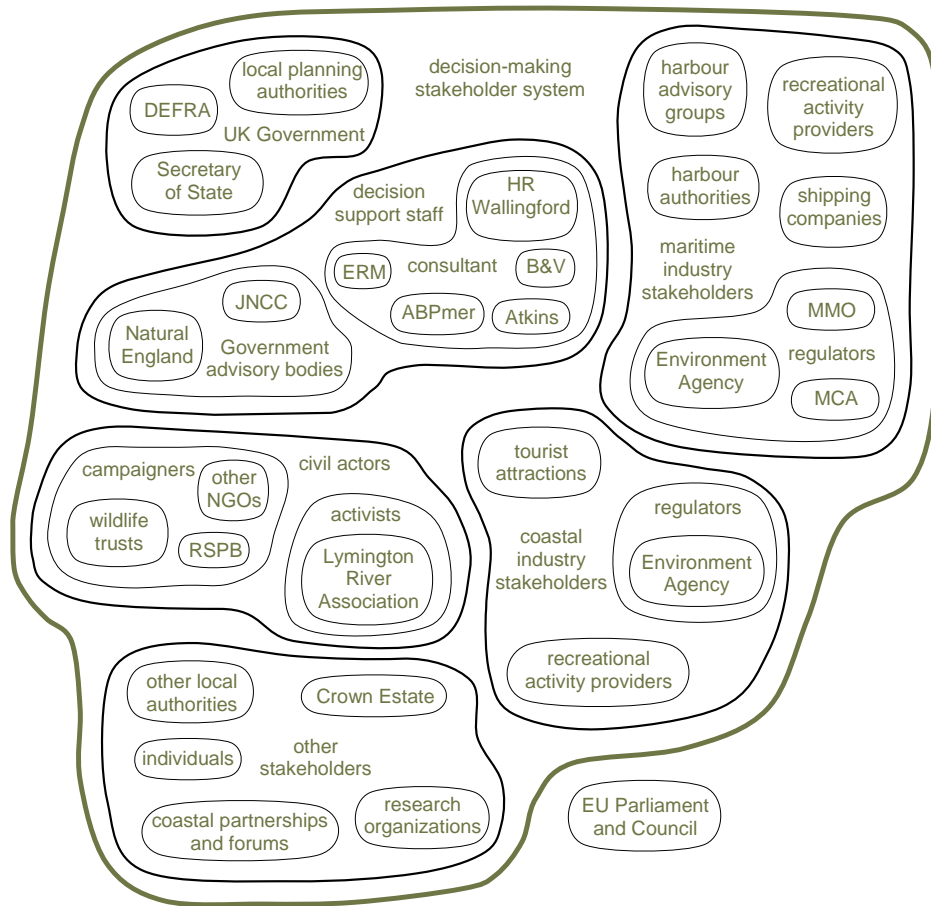 local planning
authorities
DEFRA
UK Government
Secretary
of State
decision-making
stakeholder system
harbour
advisory
groups
recreational
activity
providers
harbour
authorities
shipping
companies
maritime
industry
stakeholders
MMO
regulators
Environment
Agency
MCA
decision
support staff
HR
Wallingford
ERM
consultant
B&V
ABPmer
Atkins
JNCC
Natural
England
Government
advisory bodies
campaigners
other
NGOs
wildlife
trusts
RSPB
civil actors
activists
Lymington
River
Association
tourist
attractions
regulators
coastal
industry
stakeholders
Environment
Agency
recreational
activity providers
other local
authorities
Crown Estate
individuals
other
stakeholders
coastal partnerships
and forums
research
organizations
EU Parliament
and Council